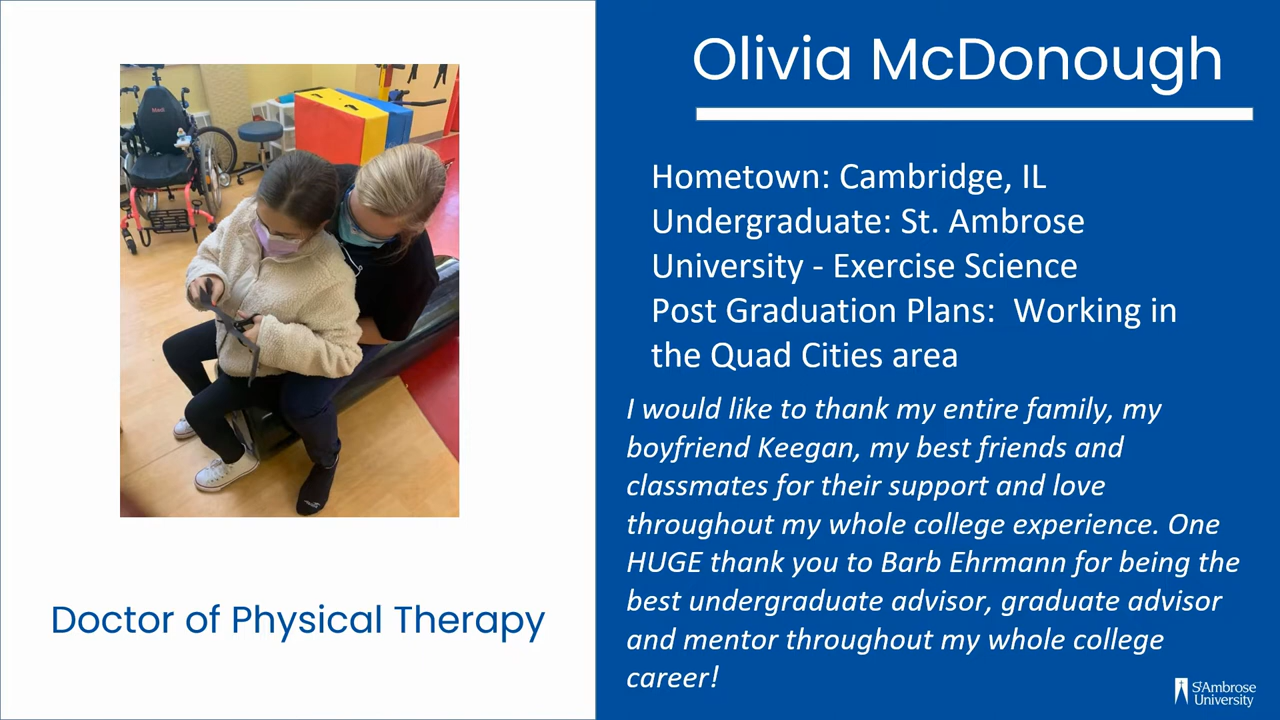 Olivia McDonough
Hometown: Cambridge, IL
Undergraduate: St. Ambrose
University - Exercise Science
Post Graduation Plans:  Working in
the Quad Cities area
I would like to thank my entire family, my
boyfriend Keegan, my best friends and
classmates for their support and love
throughout my whole college experience. One
HUGE thank you to Barb Ehrmann for being the
best undergraduate advisor, graduate advisor
and mentor throughout my whole college
career!
Doctor of Physical Therapy
St.Ambrose
University